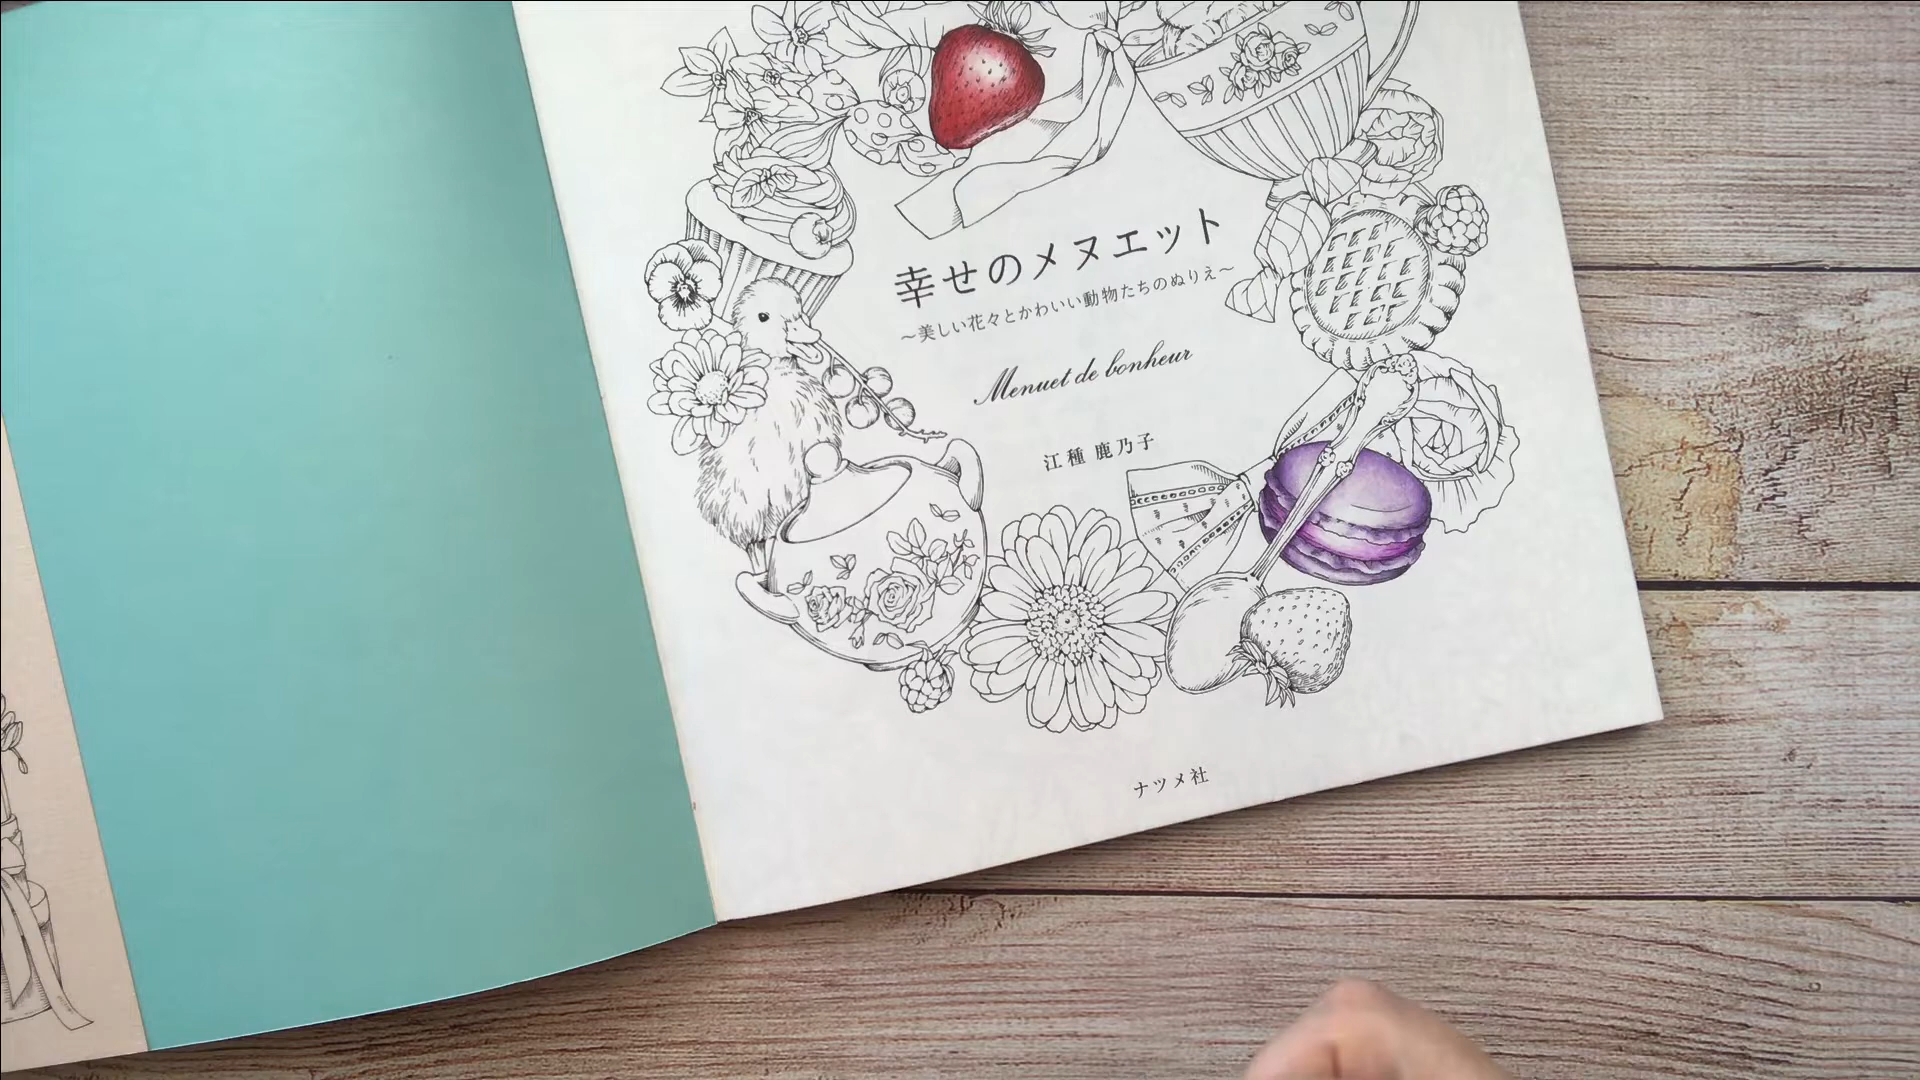 幸せのメヌエット
～美しい花々とかわいい動物たちのぬりえ～
Menuet de bonheur
江種 鹿乃子
ナツメ社